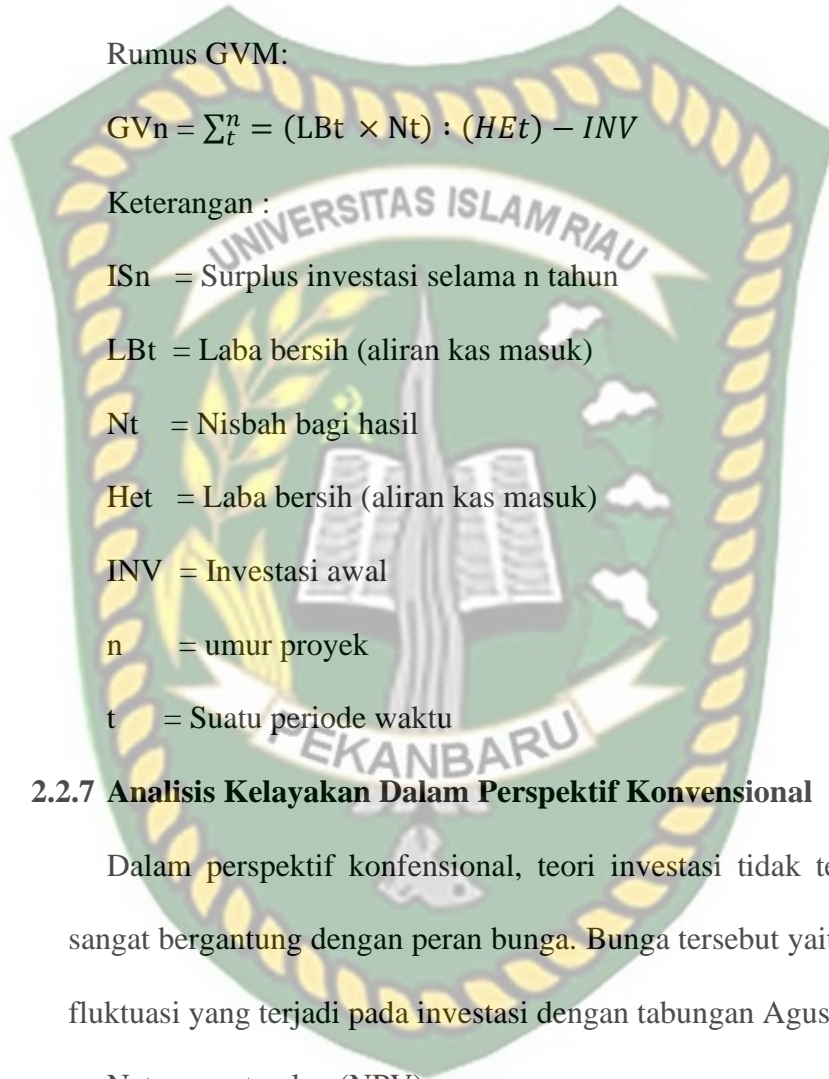 Rumus GVM:
GVn = ∑ₜⁿ = (LBt × Nt) : (HEt) − INV
Keterangan :
UNIVERSITAS ISLAM RIAU
ISn = Surplus investasi selama n tahun
LBt = Laba bersih (aliran kas masuk)
Nt = Nisbah bagi hasil
Het = Laba bersih (aliran kas masuk)
INV = Investasi awal
n = umur proyek
t = Suatu periode waktu
PEKANBARU
2.2.7 Analisis Kelayakan Dalam Perspektif Konvensional
Dalam perspektif konfensional, teori investasi tidak
sangat bergantung dengan peran bunga. Bunga tersebut
fluktuasi yang terjadi pada investasi dengan tabungan Agus
(NPV)